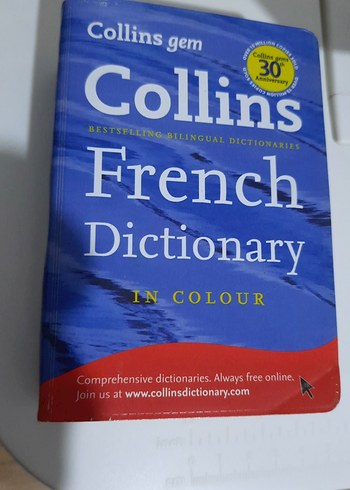 Collins gem
Collins gem
30th
Anniversary
Collins
BESTSELLING BILINGUAL DICTIONARIES
French
Dictionary
IN COLOUR
Comprehensive dictionaries. Always free online.
Join us at www.collinsdictionary.com